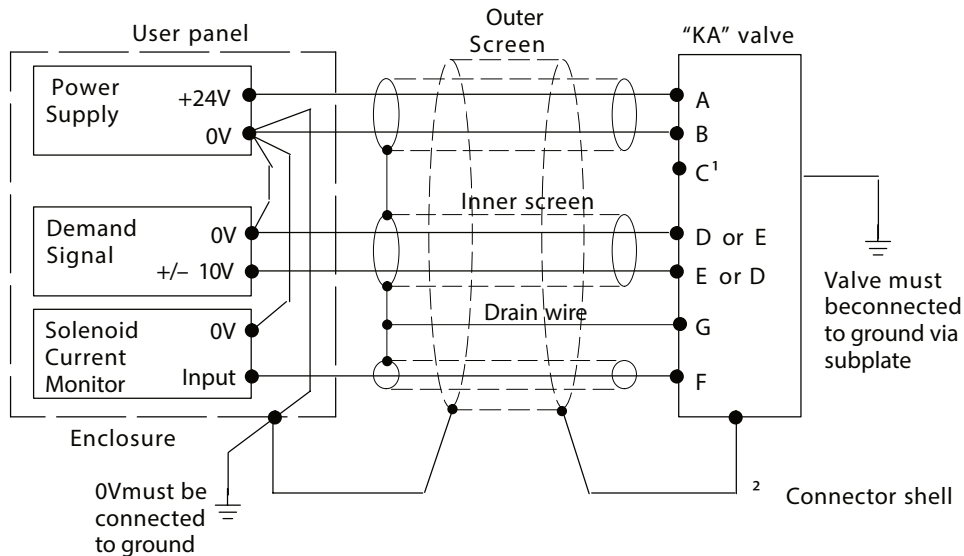 User panel
Outer
Screen
"KA" valve
Power
Supply
+24V
0V
A
B
C¹
Inner screen
Demand
Signal
0V
+/– 10V
D or E
E or D
Drain wire
G
Solenoid
Current
Monitor
0V
Input
F
Valve must
beconnected
to ground via
subplate
Enclosure
0Vmust be
connected
to ground
² Connector shell